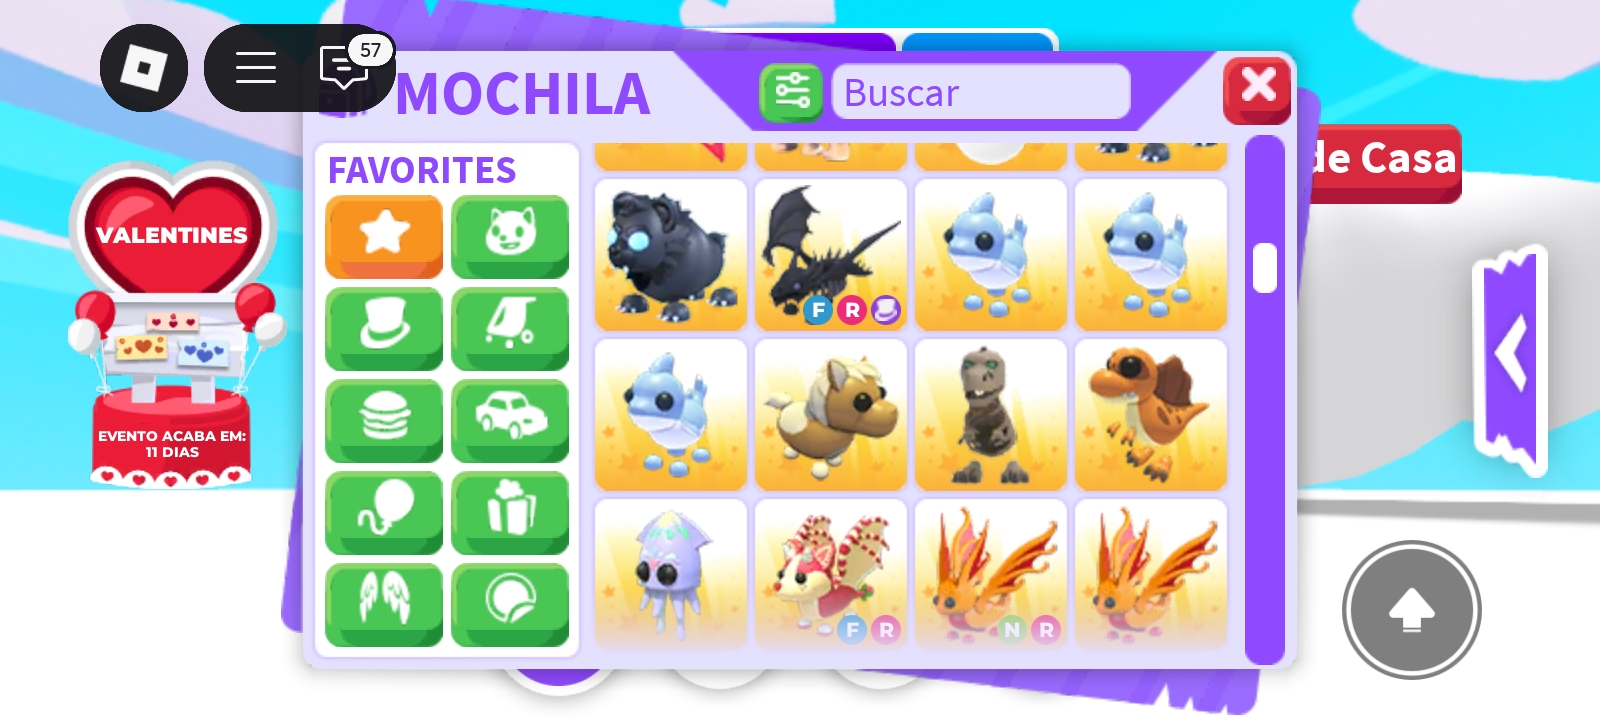 57
MOCHILA
Buscar
FAVORITES
de Casa
VALENTINES
EVENTO ACABA EM:
11 DIAS
F R
F R
N R